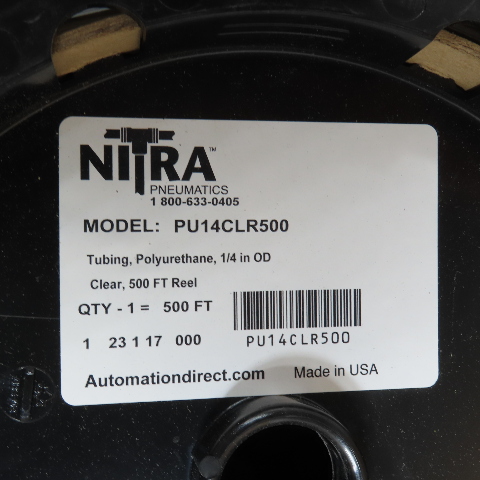 NITRA™
PNEUMATICS
1 800-633-0405
MODEL: PU14CLR500
Tubing, Polyurethane, 1/4 in OD
Clear, 500 FT Reel
QTY - 1 = 500 FT
1 23 1 17 000
PU14CLR500
Automationdirect.com Made in USA